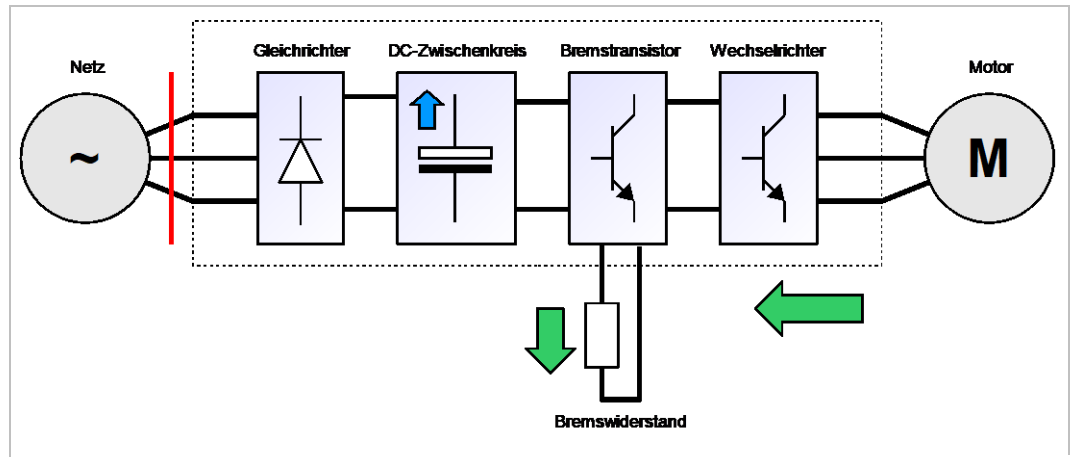 Netz
Gleichrichter
DC-Zwischenkreis
Bremstransistor
Wechselrichter
Motor
~
M
Bremswiderstand